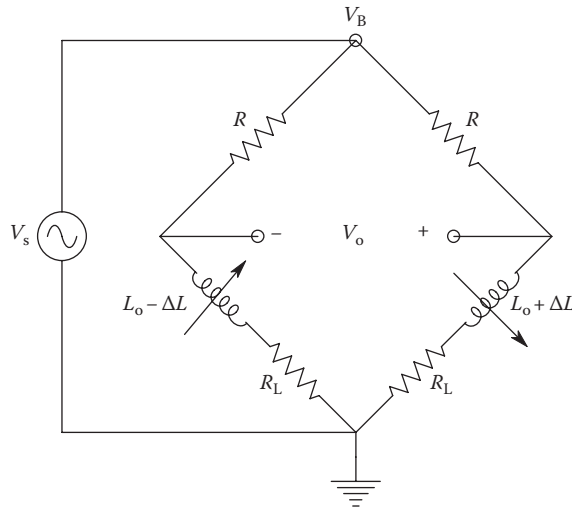 V_B
R
R
V_s
−
V_o
+
L_o − ΔL
L_o + ΔL
R_L
R_L